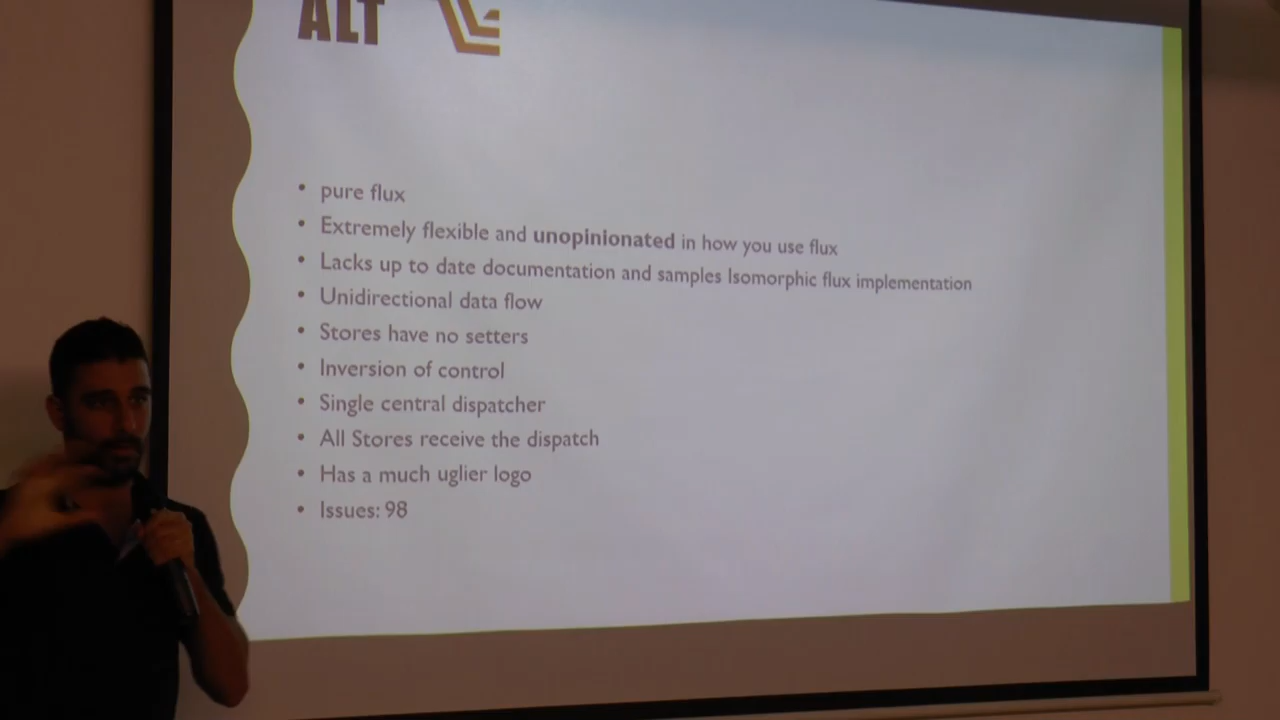 ALT
• pure flux
• Extremely flexible and unopinionated in how you use flux
• Lacks up to date documentation and samples Isomorphic flux implementation
• Unidirectional data flow
• Stores have no setters
• Inversion of control
• Single central dispatcher
• All Stores receive the dispatch
• Has a much uglier logo
• Issues: 98